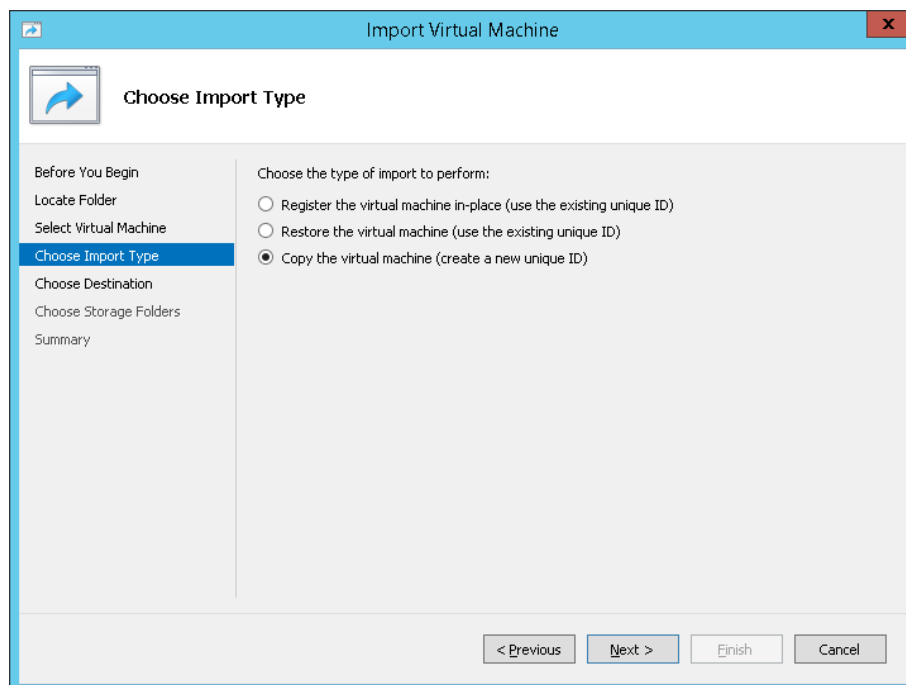 Import Virtual Machine
x
Choose Import Type
Before You Begin
Locate Folder
Select Virtual Machine
Choose Import Type
Choose Destination
Choose Storage Folders
Summary
Choose the type of import to perform:
Register the virtual machine in-place (use the existing unique ID)
Restore the virtual machine (use the existing unique ID)
Copy the virtual machine (create a new unique ID)
< Previous
Next >
Finish
Cancel